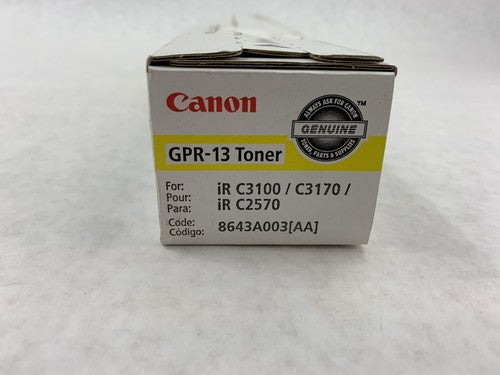 Canon
ALWAYS ASK FOR CANON
GENUINE
TONER, PARTS & SUPPLIES
™
GPR-13 Toner
For:
Pour:
Para:
iR C3100 / C3170 /
iR C2570
Code:
Código:
8643A003[AA]